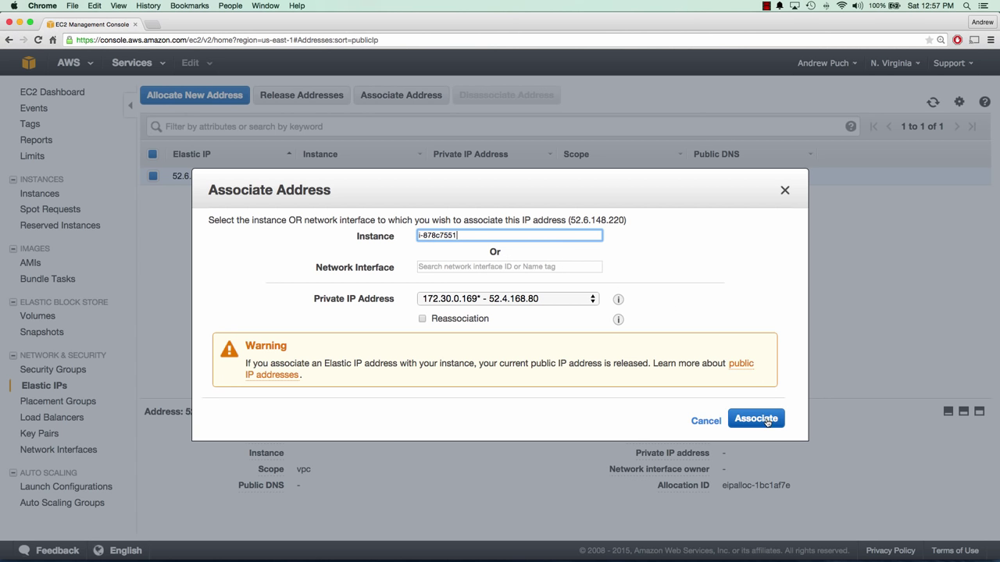 Chrome File Edit View History Bookmarks People Window Help 100% Sat 12:57 PM
EC2 Management Console Andrew
https://console.aws.amazon.com/ec2/v2/home?region=us-east-1#Addresses:sort=publicIp
AWS Services Edit Andrew Puch N. Virginia Support
EC2 Dashboard
Events
Tags
Reports
Limits
INSTANCES
Instances
Spot Requests
Reserved Instances
IMAGES
AMIs
Bundle Tasks
ELASTIC BLOCK STORE
Volumes
Snapshots
NETWORK & SECURITY
Security Groups
Elastic IPs
Placement Groups
Load Balancers
Key Pairs
Network Interfaces
AUTO SCALING
Launch Configurations
Auto Scaling Groups
Allocate New Address Release Addresses Associate Address Disassociate Address
Filter by attributes or search by keyword 1 to 1 of 1
Elastic IP Instance Private IP Address Scope Public DNS
52.6.
Associate Address
Select the instance OR network interface to which you wish to associate this IP address (52.6.148.220)
Instance i-878c7551
Or
Network Interface Search network interface ID or Name tag
Private IP Address 172.30.0.169* - 52.4.168.80
Reassociation
Warning
If you associate an Elastic IP address with your instance, your current public IP address is released. Learn more about public
IP addresses.
Cancel Associate
Address: 5
Instance Private IP address -
Scope vpc Network interface owner -
Public DNS - Allocation ID eipalloc-1bc1af7e
Feedback English © 2008 - 2015, Amazon Web Services, Inc. or its affiliates. All rights reserved. Privacy Policy Terms of Use